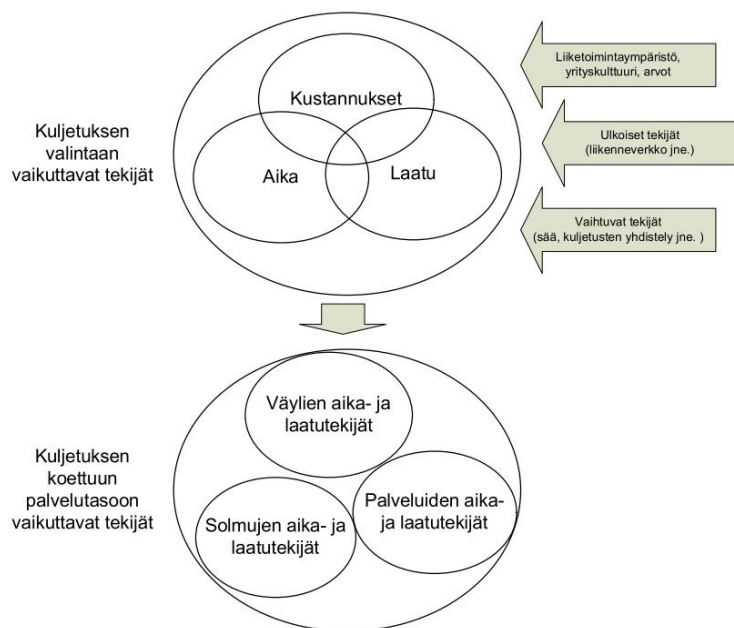 Kuljetuksen
valintaan
vaikuttavat tekijät
Kustannukset
Aika
Laatu
Liiketoimintaympäristö,
yrityskulttuuri, arvot
Ulkoiset tekijät
(liikenneverkko jne.)
Vaihtuvat tekijät
(sää, kuljetusten yhdistely jne. )
Kuljetuksen
koettuun
palvelutasoon
vaikuttavat tekijät
Väylien aika- ja
laatutekijät
Solmujen aika- ja
laatutekijät
Palveluiden aika-
ja laatutekijät